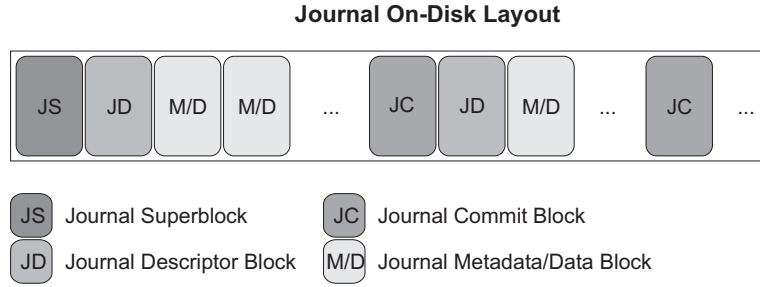 Journal On-Disk Layout
JS JD M/D M/D ... JC JD M/D ... JC ...
JS Journal Superblock JC Journal Commit Block
JD Journal Descriptor Block M/D Journal Metadata/Data Block